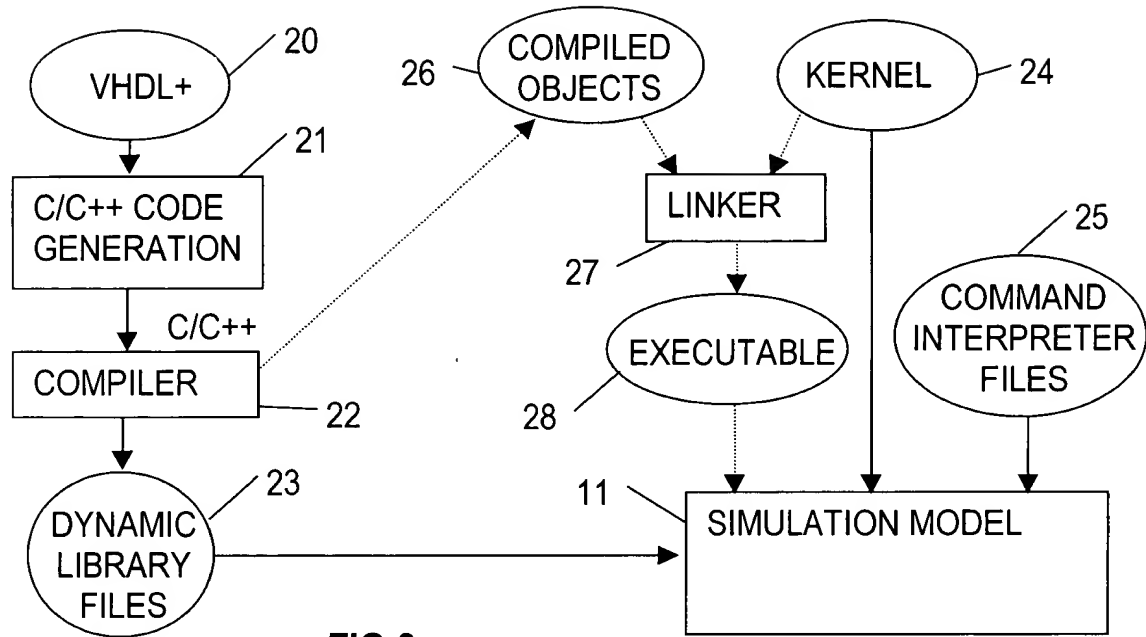 20
VHDL+
21
C/C++ CODE
GENERATION
C/C++
COMPILER
22
23
DYNAMIC
LIBRARY
FILES
26
COMPILED
OBJECTS
KERNEL
24
LINKER
27
EXECUTABLE
28
25
COMMAND
INTERPRETER
FILES
11
SIMULATION MODEL